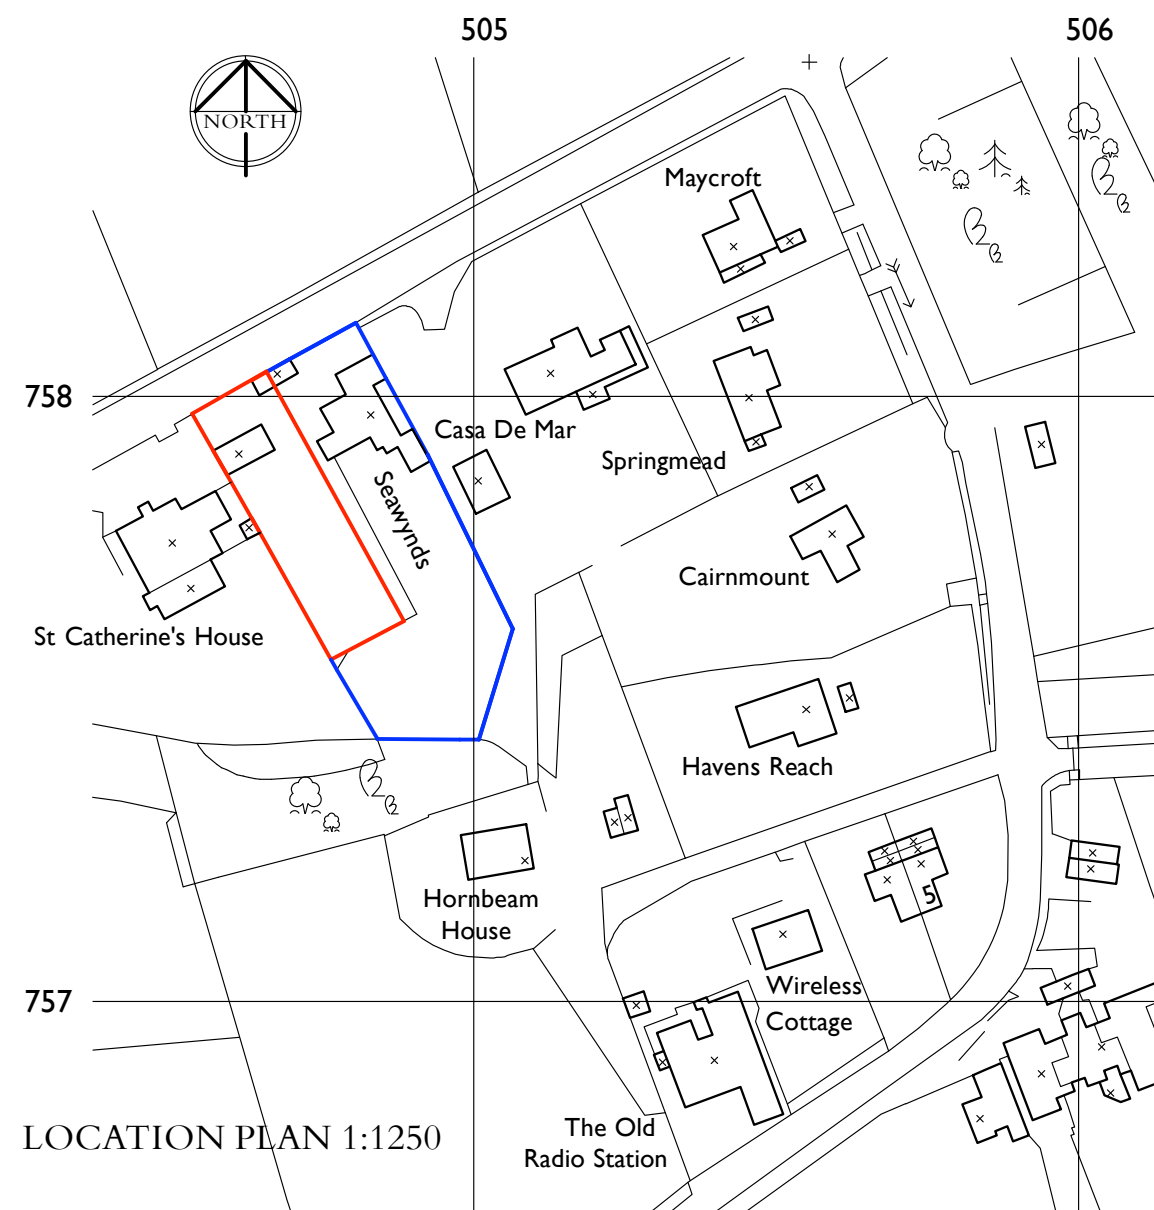 505
506
NORTH
Maycroft
758
Casa De Mar
Springmead
Seawynds
Cairnmount
St Catherine's House
Havens Reach
Hornbeam
House
5
757
Wireless
Cottage
The Old
Radio Station
LOCATION PLAN 1:1250